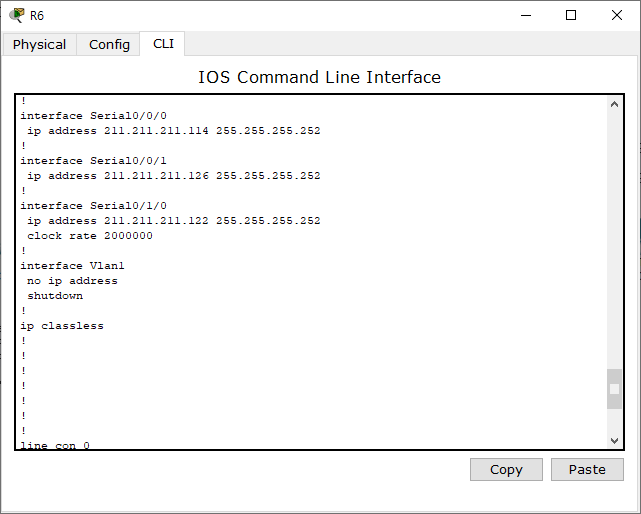 R6
Physical Config CLI
IOS Command Line Interface
!
interface Serial0/0/0
 ip address 211.211.211.114 255.255.255.252
!
interface Serial0/0/1
 ip address 211.211.211.126 255.255.255.252
!
interface Serial0/1/0
 ip address 211.211.211.122 255.255.255.252
 clock rate 2000000
!
interface Vlan1
 no ip address
 shutdown
!
ip classless
!
!
!
!
!
!
!
line con 0
Copy Paste